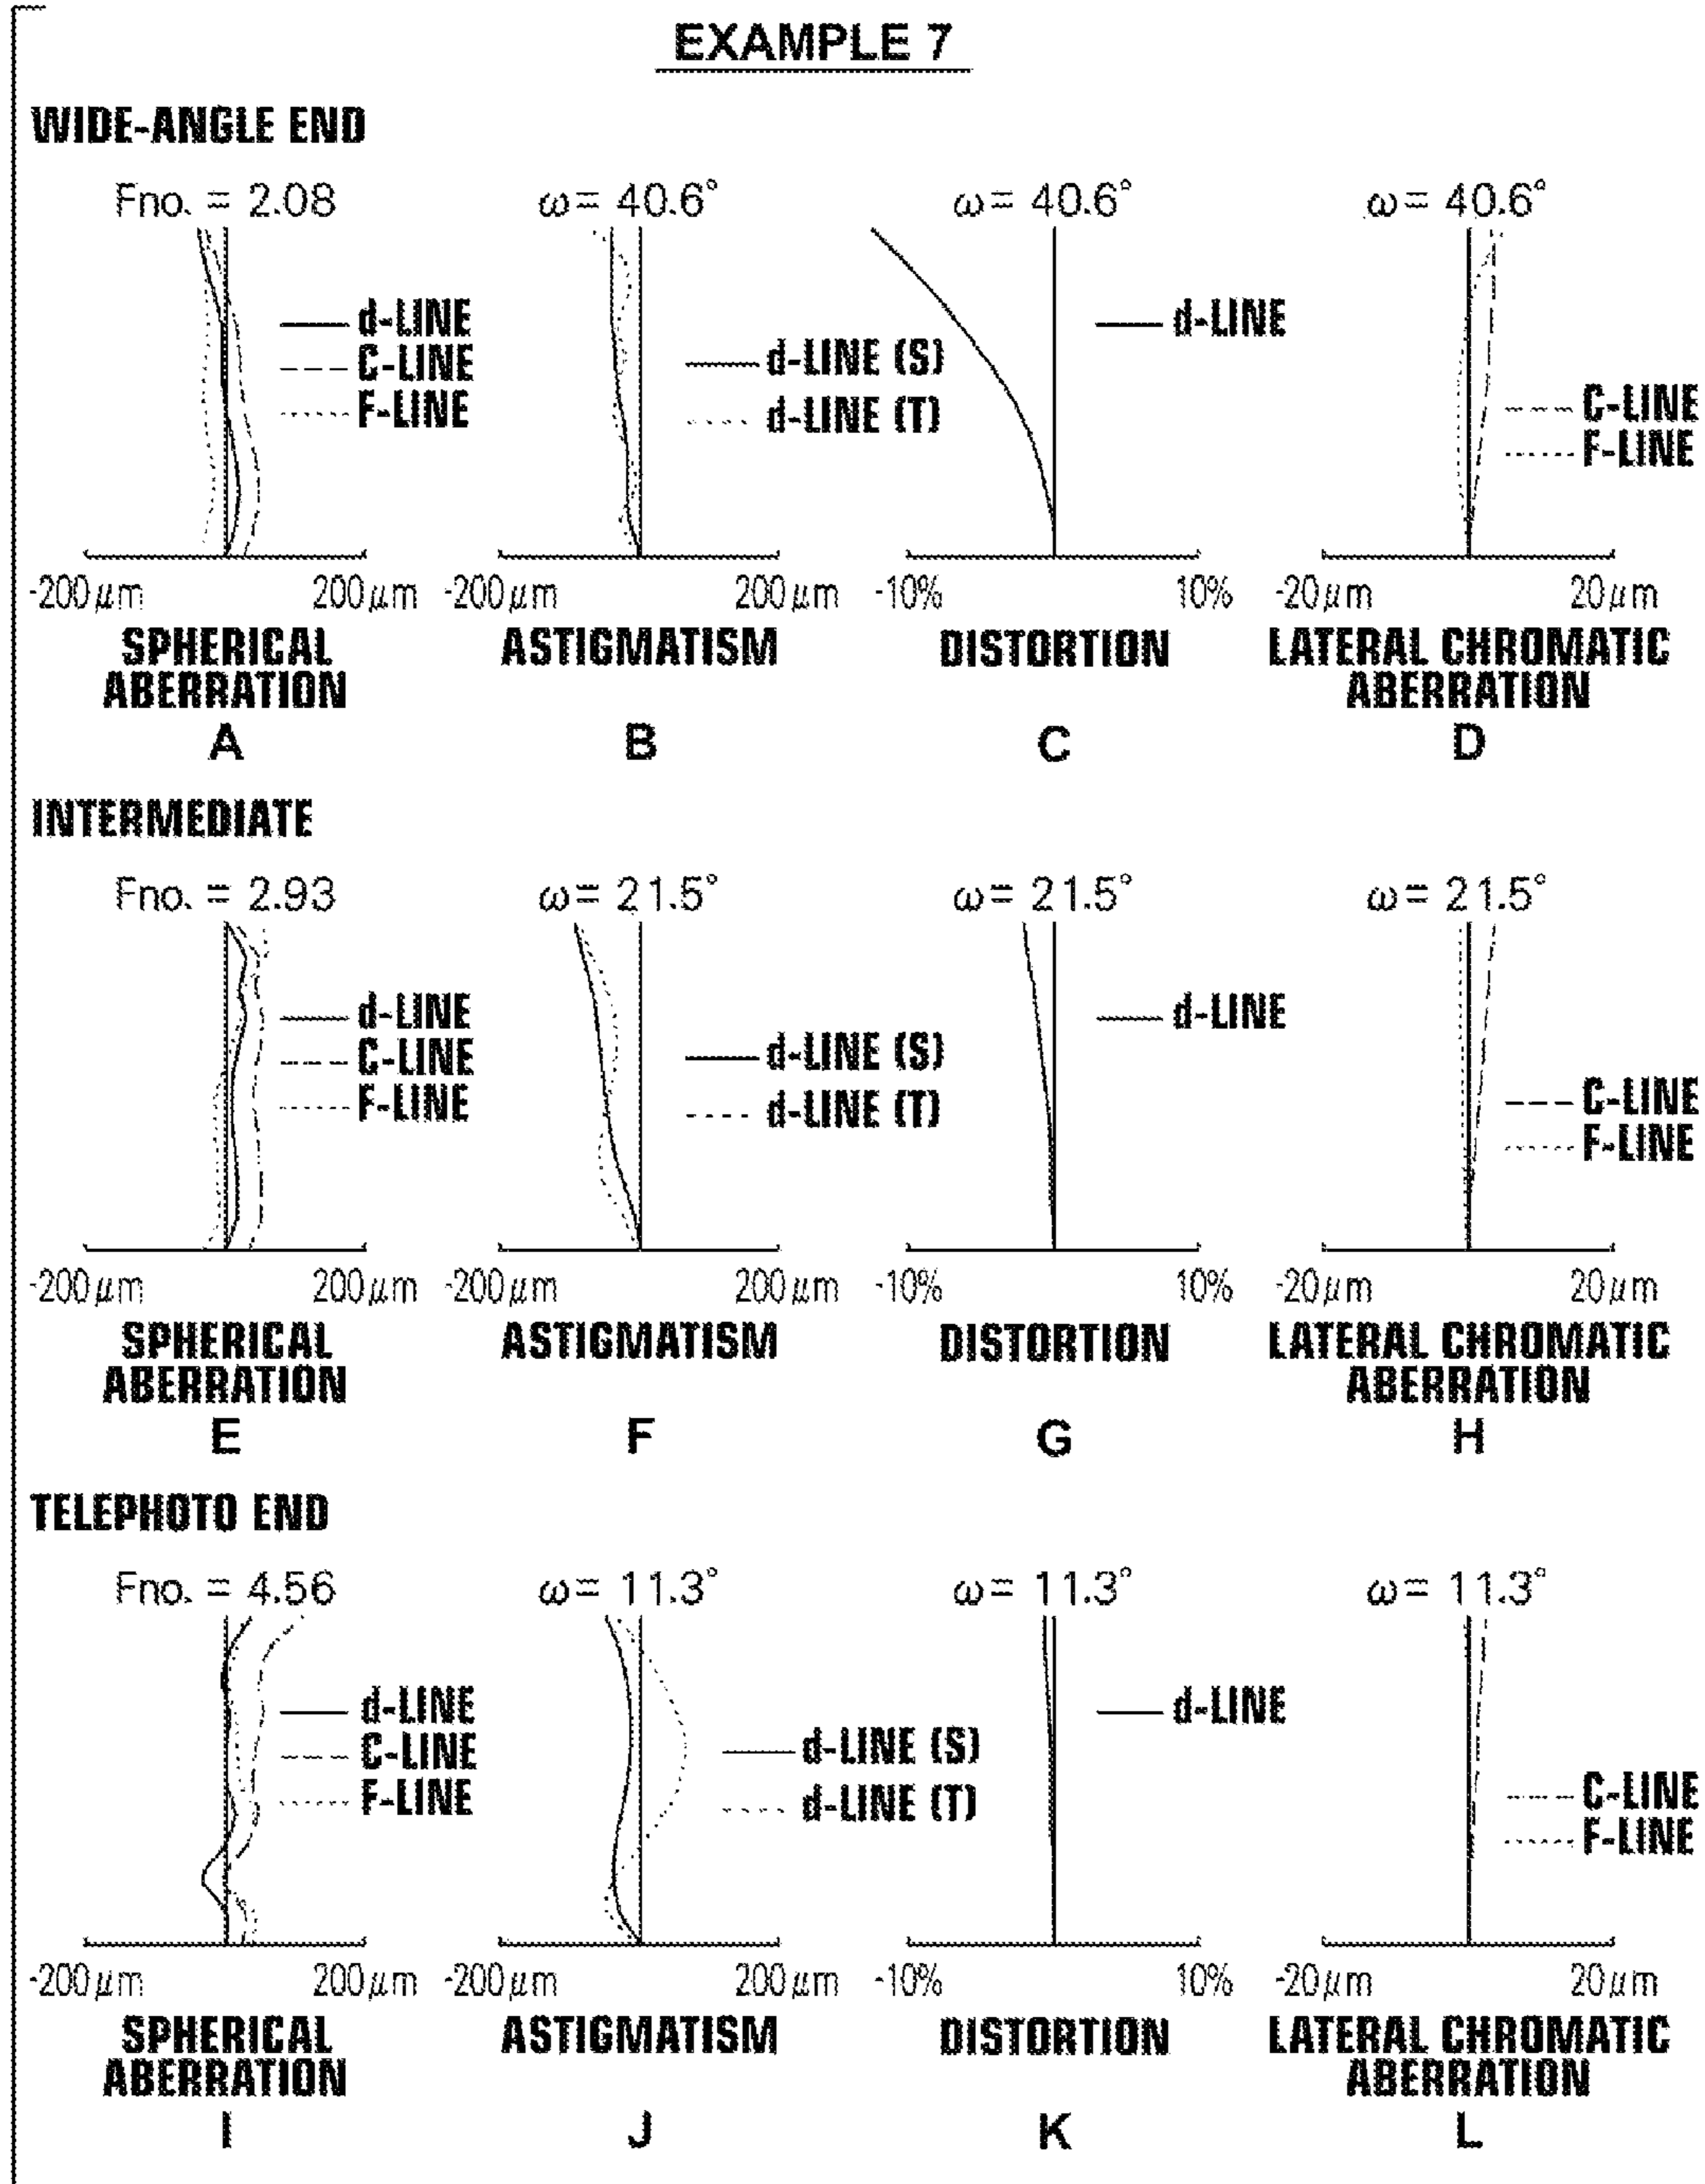 EXAMPLE 7
WIDE-ANGLE END
Fno. = 2.08
ω = 40.6°
ω = 40.6°
ω = 40.6°
d-LINE
C-LINE
F-LINE
d-LINE (S)
d-LINE (T)
d-LINE
C-LINE
F-LINE
-200μm 200μm
-200μm 200μm
-10% 10%
-20μm 20μm
SPHERICAL
ABERRATION
ASTIGMATISM
DISTORTION
LATERAL CHROMATIC
ABERRATION
A
B
C
D
INTERMEDIATE
Fno. = 2.93
ω = 21.5°
ω = 21.5°
ω = 21.5°
d-LINE
C-LINE
F-LINE
d-LINE (S)
d-LINE (T)
d-LINE
C-LINE
F-LINE
-200μm 200μm
-200μm 200μm
-10% 10%
-20μm 20μm
SPHERICAL
ABERRATION
ASTIGMATISM
DISTORTION
LATERAL CHROMATIC
ABERRATION
E
F
G
H
TELEPHOTO END
Fno. = 4.56
ω = 11.3°
ω = 11.3°
ω = 11.3°
d-LINE
C-LINE
F-LINE
d-LINE (S)
d-LINE (T)
d-LINE
C-LINE
F-LINE
-200μm 200μm
-200μm 200μm
-10% 10%
-20μm 20μm
SPHERICAL
ABERRATION
ASTIGMATISM
DISTORTION
LATERAL CHROMATIC
ABERRATION
I
J
K
L